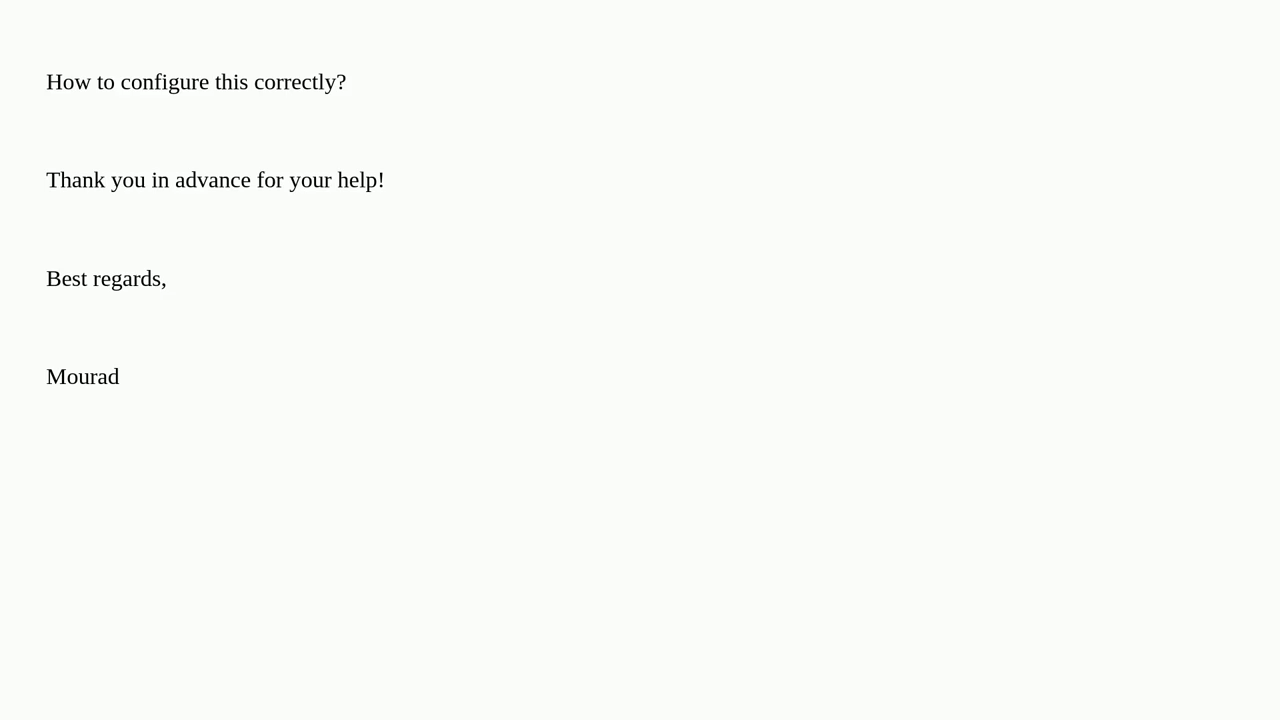 How to configure this correctly?
Thank you in advance for your help!
Best regards,
Mourad